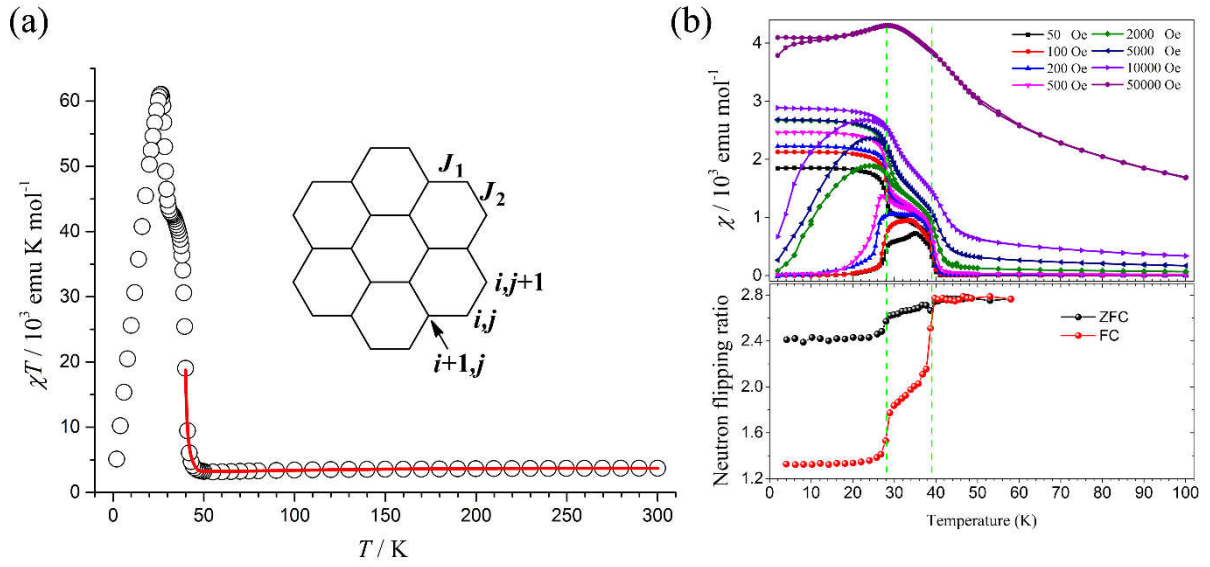 (a)
χT / 10³ emu K mol⁻¹
60
50
40
30
20
10
0
J₁
J₂
i,j+1
i,j
i+1,j
0 50 100 150 200 250 300
T / K
(b)
χ / 10³ emu mol⁻¹
4
3
2
1
0
50 Oe 2000 Oe
100 Oe 5000 Oe
200 Oe 10000 Oe
500 Oe 50000 Oe
Neutron flipping ratio
2.8
2.4
2.0
1.6
1.2
ZFC
FC
0 10 20 30 40 50 60 70 80 90 100
Temperature (K)